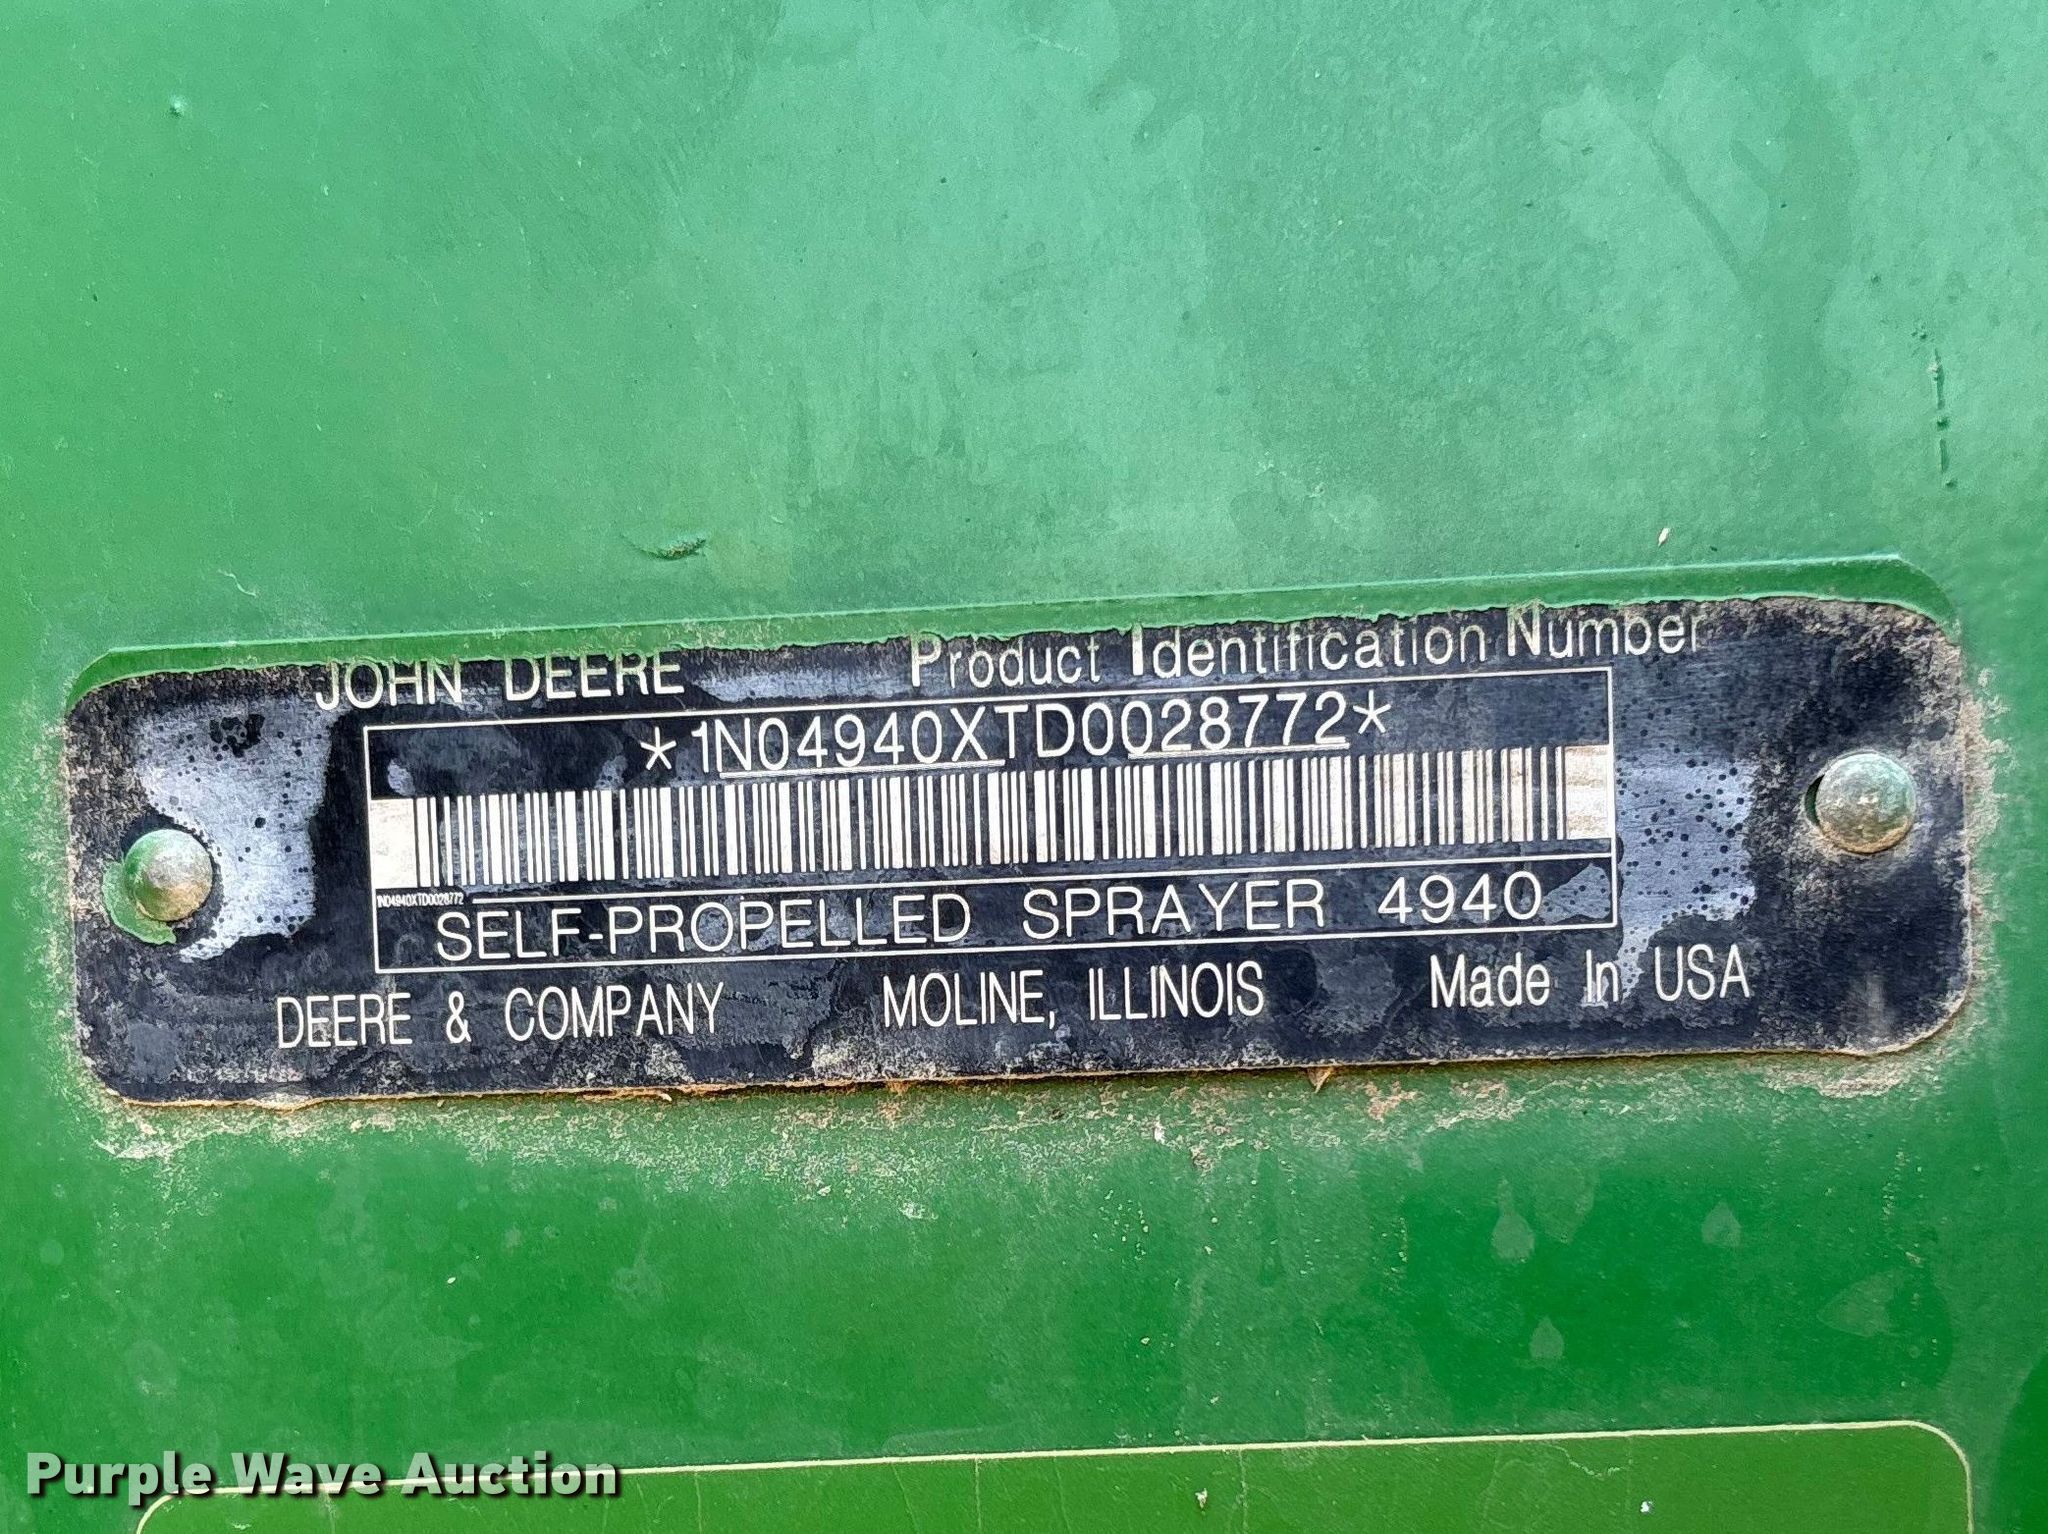 JOHN DEERE Product Identification Number
*1N04940XTD0028772*
1N04940XTD0028772
SELF-PROPELLED SPRAYER 4940
DEERE & COMPANY MOLINE, ILLINOIS Made In USA
Purple Wave Auction